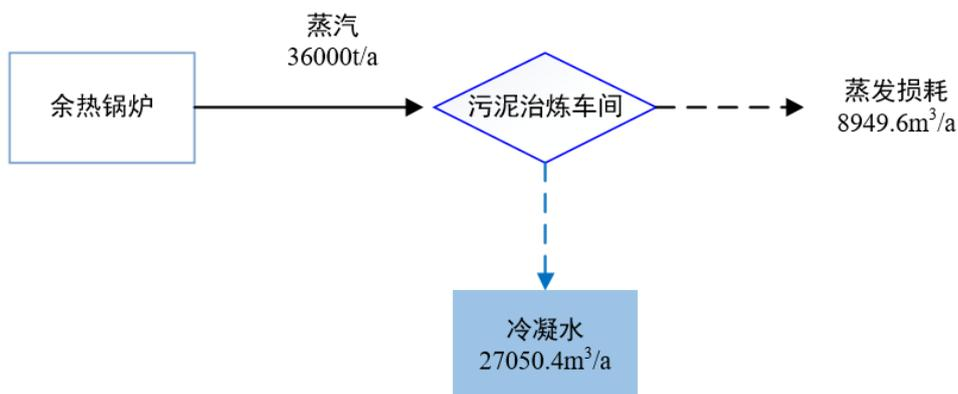 蒸汽
36000t/a
余热锅炉
污泥治炼车间
蒸发损耗
8949.6m³/a
冷凝水
27050.4m³/a